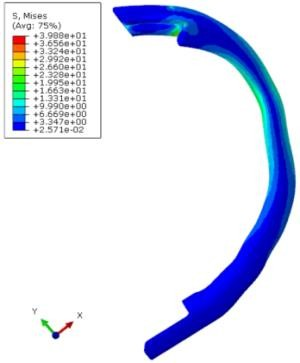 S, Mises
(Avg: 75%)
+3.988e+01
+3.656e+01
+3.324e+01
+2.992e+01
+2.660e+01
+2.328e+01
+1.995e+01
+1.663e+01
+1.331e+01
+9.990e+00
+6.669e+00
+3.347e+00
+2.571e-02
Y
X